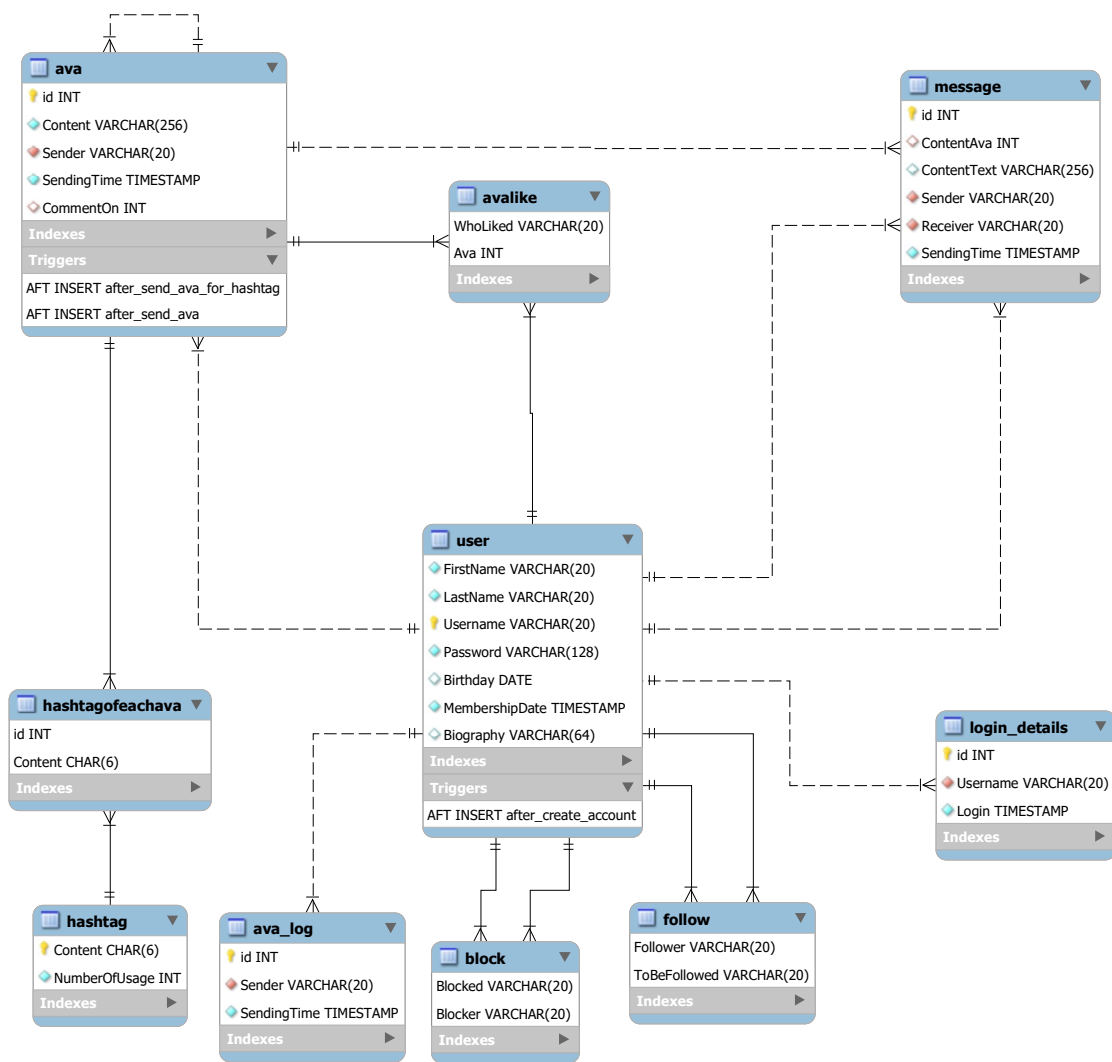 ava
id INT
Content VARCHAR(256)
Sender VARCHAR(20)
SendingTime TIMESTAMP
CommentOn INT
Indexes
Triggers
AFT INSERT after_send_ava_for_hashtag
AFT INSERT after_send_ava
message
id INT
ContentAva INT
ContentText VARCHAR(256)
Sender VARCHAR(20)
Receiver VARCHAR(20)
SendingTime TIMESTAMP
Indexes
avalike
WhoLiked VARCHAR(20)
Ava INT
Indexes
user
FirstName VARCHAR(20)
LastName VARCHAR(20)
Username VARCHAR(20)
Password VARCHAR(128)
Birthday DATE
MembershipDate TIMESTAMP
Biography VARCHAR(64)
Indexes
Triggers
AFT INSERT after_create_account
hashtagofeachava
id INT
Content CHAR(6)
Indexes
login_details
id INT
Username VARCHAR(20)
Login TIMESTAMP
Indexes
hashtag
Content CHAR(6)
NumberOfUsage INT
Indexes
ava_log
id INT
Sender VARCHAR(20)
SendingTime TIMESTAMP
Indexes
block
Blocked VARCHAR(20)
Blocker VARCHAR(20)
Indexes
follow
Follower VARCHAR(20)
ToBeFollowed VARCHAR(20)
Indexes